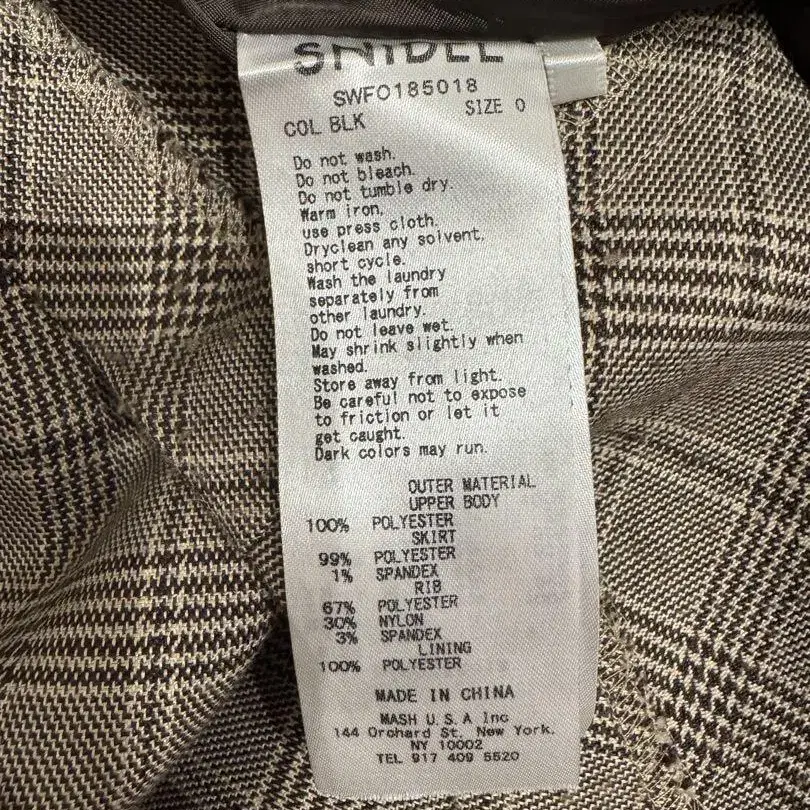 SNIDEL
SWFO185018
COL BLK SIZE 0
Do not wash.
Do not bleach.
Do not tumble dry.
Warm iron.
use press cloth.
Dryclean any solvent.
short cycle.
Wash the laundry
separately from
other laundry.
Do not leave wet.
May shrink slightly when
washed.
Store away from light.
Be careful not to expose
to friction or let it
get caught.
Dark colors may run.
OUTER MATERIAL
UPPER BODY
100% POLYESTER
SKIRT
99% POLYESTER
1% SPANDEX
RIB
67% POLYESTER
30% NYLON
3% SPANDEX
LINING
100% POLYESTER
MADE IN CHINA
MASH U.S.A Inc
144 Orchard St. New York.
NY 10002
TEL 917 409 5520